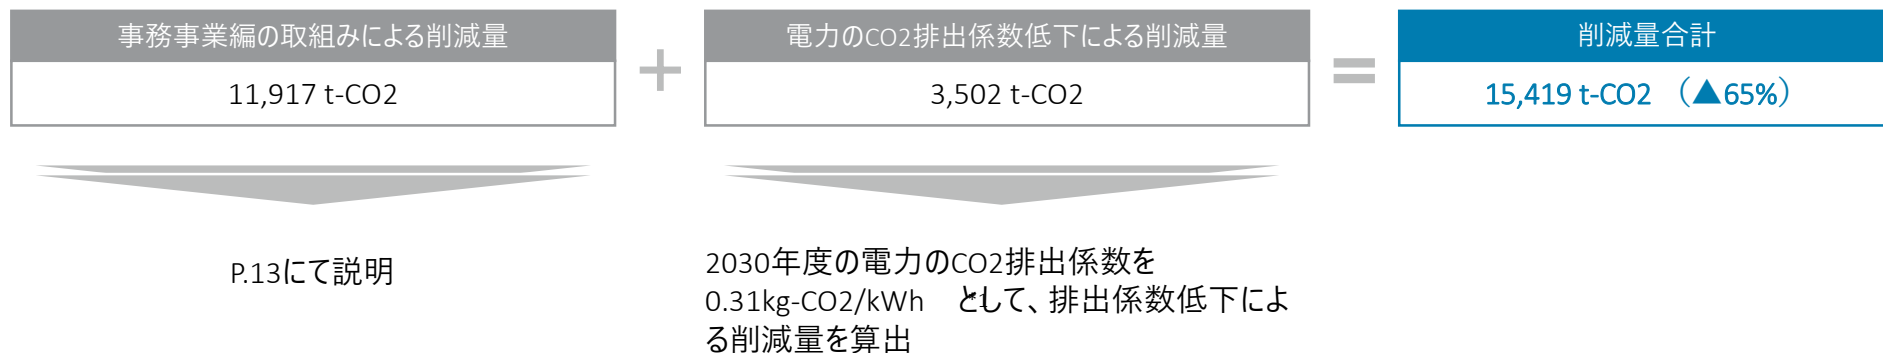 事務事業編の取組みによる削減量
11,917 t-CO2
+
電力のCO2排出係数低下による削減量
3,502 t-CO2
=
削減量合計
15,419 t-CO2 （▲65%）
P.13にて説明
2030年度の電力のCO2排出係数を
0.31kg-CO2/kWh *1として、排出係数低下によ
る削減量を算出